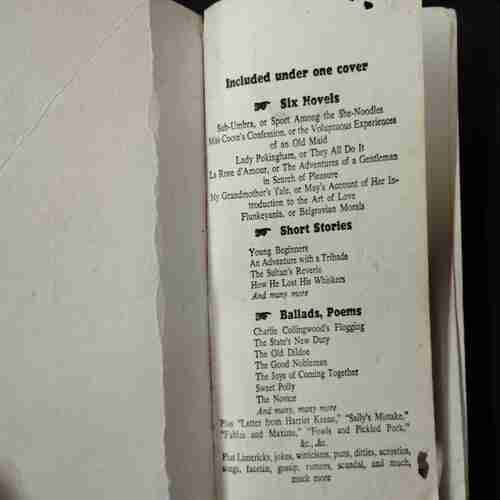 Included under one cover
Six Novels
Sub-Umbra, or Sport Among the She-Noodles
Miss Coote's Confession, or the Voluptuous Experiences
of an Old Maid
Lady Pokingham, or They All Do It
La Rose d'Amour, or The Adventures of a Gentleman
in Search of Pleasure
My Grandmother's Tale, or May's Account of Her In-
troduction to the Art of Love
Flunkeyania, or Belgravian Morals
Short Stories
Young Beginners
An Adventure with a Tribade
The Sultan's Reverie
How He Lost His Whiskers
And many more
Ballads, Poems
Charlie Collingwood's Flogging
The State's New Duty
The Old Dildoe
The Good Nobleman
The Joys of Coming Together
Sweet Polly
The Novice
And many, many more
Plus "Letter from Harriet Keene," "Sally's Mistake,"
"Fables and Maxims," "Fowls and Pickled Pork,"
&c., &c.
Plus Limericks, jokes, witticisms, puns, ditties, acrostics,
songs, facetiæ, gossip, rumors, scandal, and much,
much more